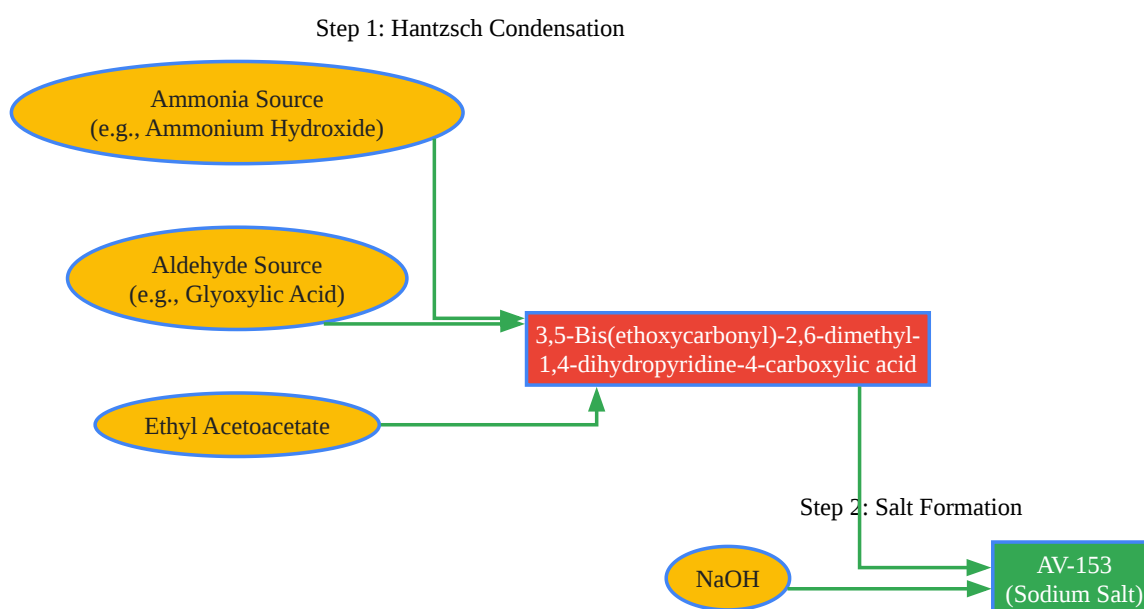 Step 1: Hantzsch Condensation
Ammonia Source
(e.g., Ammonium Hydroxide)
Aldehyde Source
(e.g., Glyoxylic Acid)
3,5-Bis(ethoxycarbonyl)-2,6-dimethyl-
1,4-dihydropyridine-4-carboxylic acid
Ethyl Acetoacetate
Step 2: Salt Formation
NaOH
AV-153
(Sodium Salt)